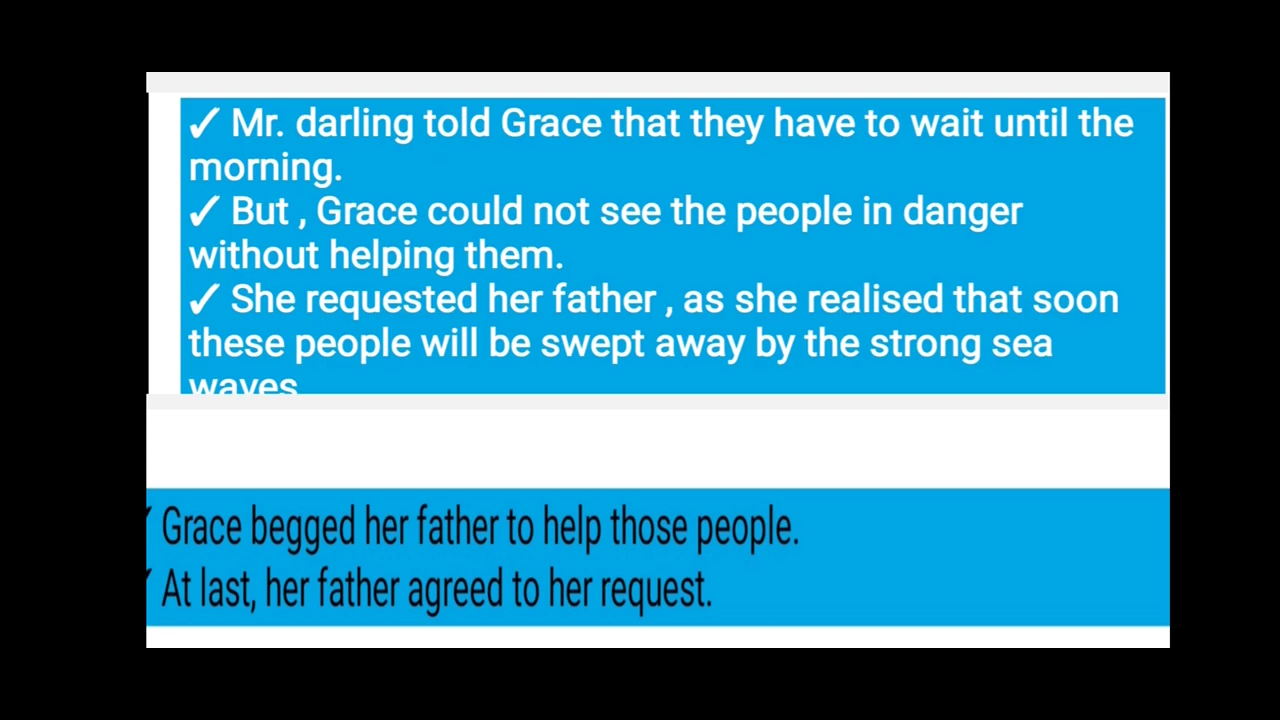 ✓ Mr. darling told Grace that they have to wait until the
morning.
✓ But , Grace could not see the people in danger
without helping them.
✓ She requested her father , as she realised that soon
these people will be swept away by the strong sea
waves
✓ Grace begged her father to help those people.
✓ At last, her father agreed to her request.